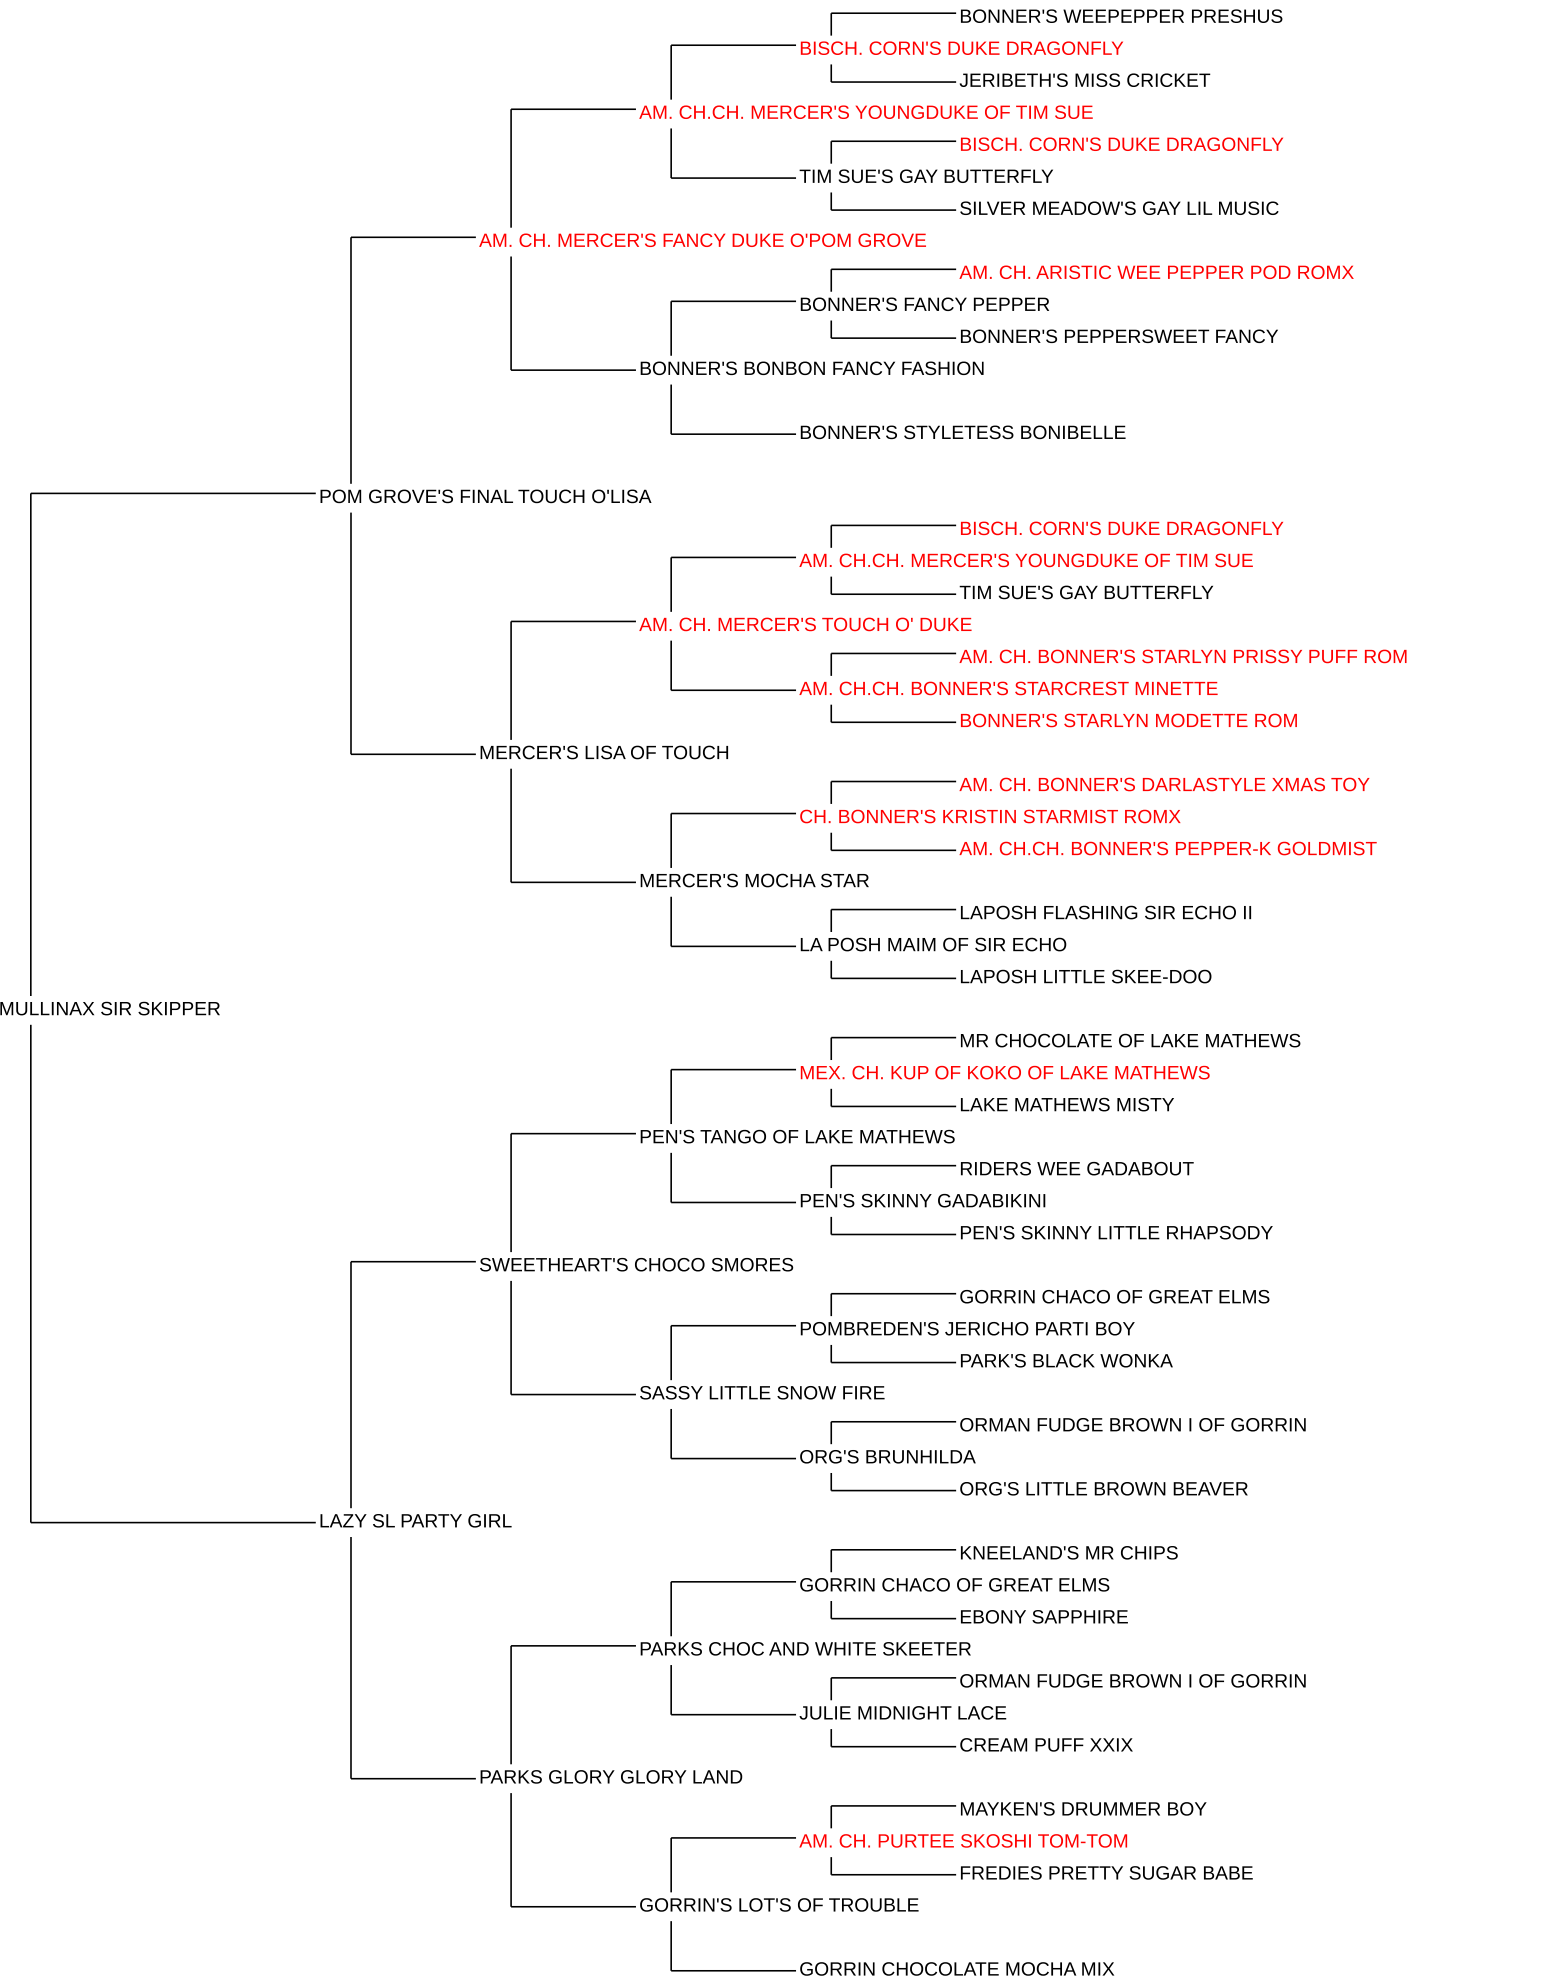 BONNER'S WEEPEPPER PRESHUS
BISCH. CORN'S DUKE DRAGONFLY
JERIBETH'S MISS CRICKET
AM. CH.CH. MERCER'S YOUNGDUKE OF TIM SUE
BISCH. CORN'S DUKE DRAGONFLY
TIM SUE'S GAY BUTTERFLY
SILVER MEADOW'S GAY LIL MUSIC
AM. CH. MERCER'S FANCY DUKE O'POM GROVE
AM. CH. ARISTIC WEE PEPPER POD ROMX
BONNER'S FANCY PEPPER
BONNER'S PEPPERSWEET FANCY
BONNER'S BONBON FANCY FASHION
BONNER'S STYLETESS BONIBELLE
POM GROVE'S FINAL TOUCH O'LISA
BISCH. CORN'S DUKE DRAGONFLY
AM. CH.CH. MERCER'S YOUNGDUKE OF TIM SUE
TIM SUE'S GAY BUTTERFLY
AM. CH. MERCER'S TOUCH O' DUKE
AM. CH. BONNER'S STARLYN PRISSY PUFF ROM
AM. CH.CH. BONNER'S STARCREST MINETTE
BONNER'S STARLYN MODETTE ROM
MERCER'S LISA OF TOUCH
AM. CH. BONNER'S DARLASTYLE XMAS TOY
CH. BONNER'S KRISTIN STARMIST ROMX
AM. CH.CH. BONNER'S PEPPER-K GOLDMIST
MERCER'S MOCHA STAR
LAPOSH FLASHING SIR ECHO II
LA POSH MAIM OF SIR ECHO
LAPOSH LITTLE SKEE-DOO
MULLINAX SIR SKIPPER
MR CHOCOLATE OF LAKE MATHEWS
MEX. CH. KUP OF KOKO OF LAKE MATHEWS
LAKE MATHEWS MISTY
PEN'S TANGO OF LAKE MATHEWS
RIDERS WEE GADABOUT
PEN'S SKINNY GADABIKINI
PEN'S SKINNY LITTLE RHAPSODY
SWEETHEART'S CHOCO SMORES
GORRIN CHACO OF GREAT ELMS
POMBREDEN'S JERICHO PARTI BOY
PARK'S BLACK WONKA
SASSY LITTLE SNOW FIRE
ORMAN FUDGE BROWN I OF GORRIN
ORG'S BRUNHILDA
ORG'S LITTLE BROWN BEAVER
LAZY SL PARTY GIRL
KNEELAND'S MR CHIPS
GORRIN CHACO OF GREAT ELMS
EBONY SAPPHIRE
PARKS CHOC AND WHITE SKEETER
ORMAN FUDGE BROWN I OF GORRIN
JULIE MIDNIGHT LACE
CREAM PUFF XXIX
PARKS GLORY GLORY LAND
MAYKEN'S DRUMMER BOY
AM. CH. PURTEE SKOSHI TOM-TOM
FREDIES PRETTY SUGAR BABE
GORRIN'S LOT'S OF TROUBLE
GORRIN CHOCOLATE MOCHA MIX